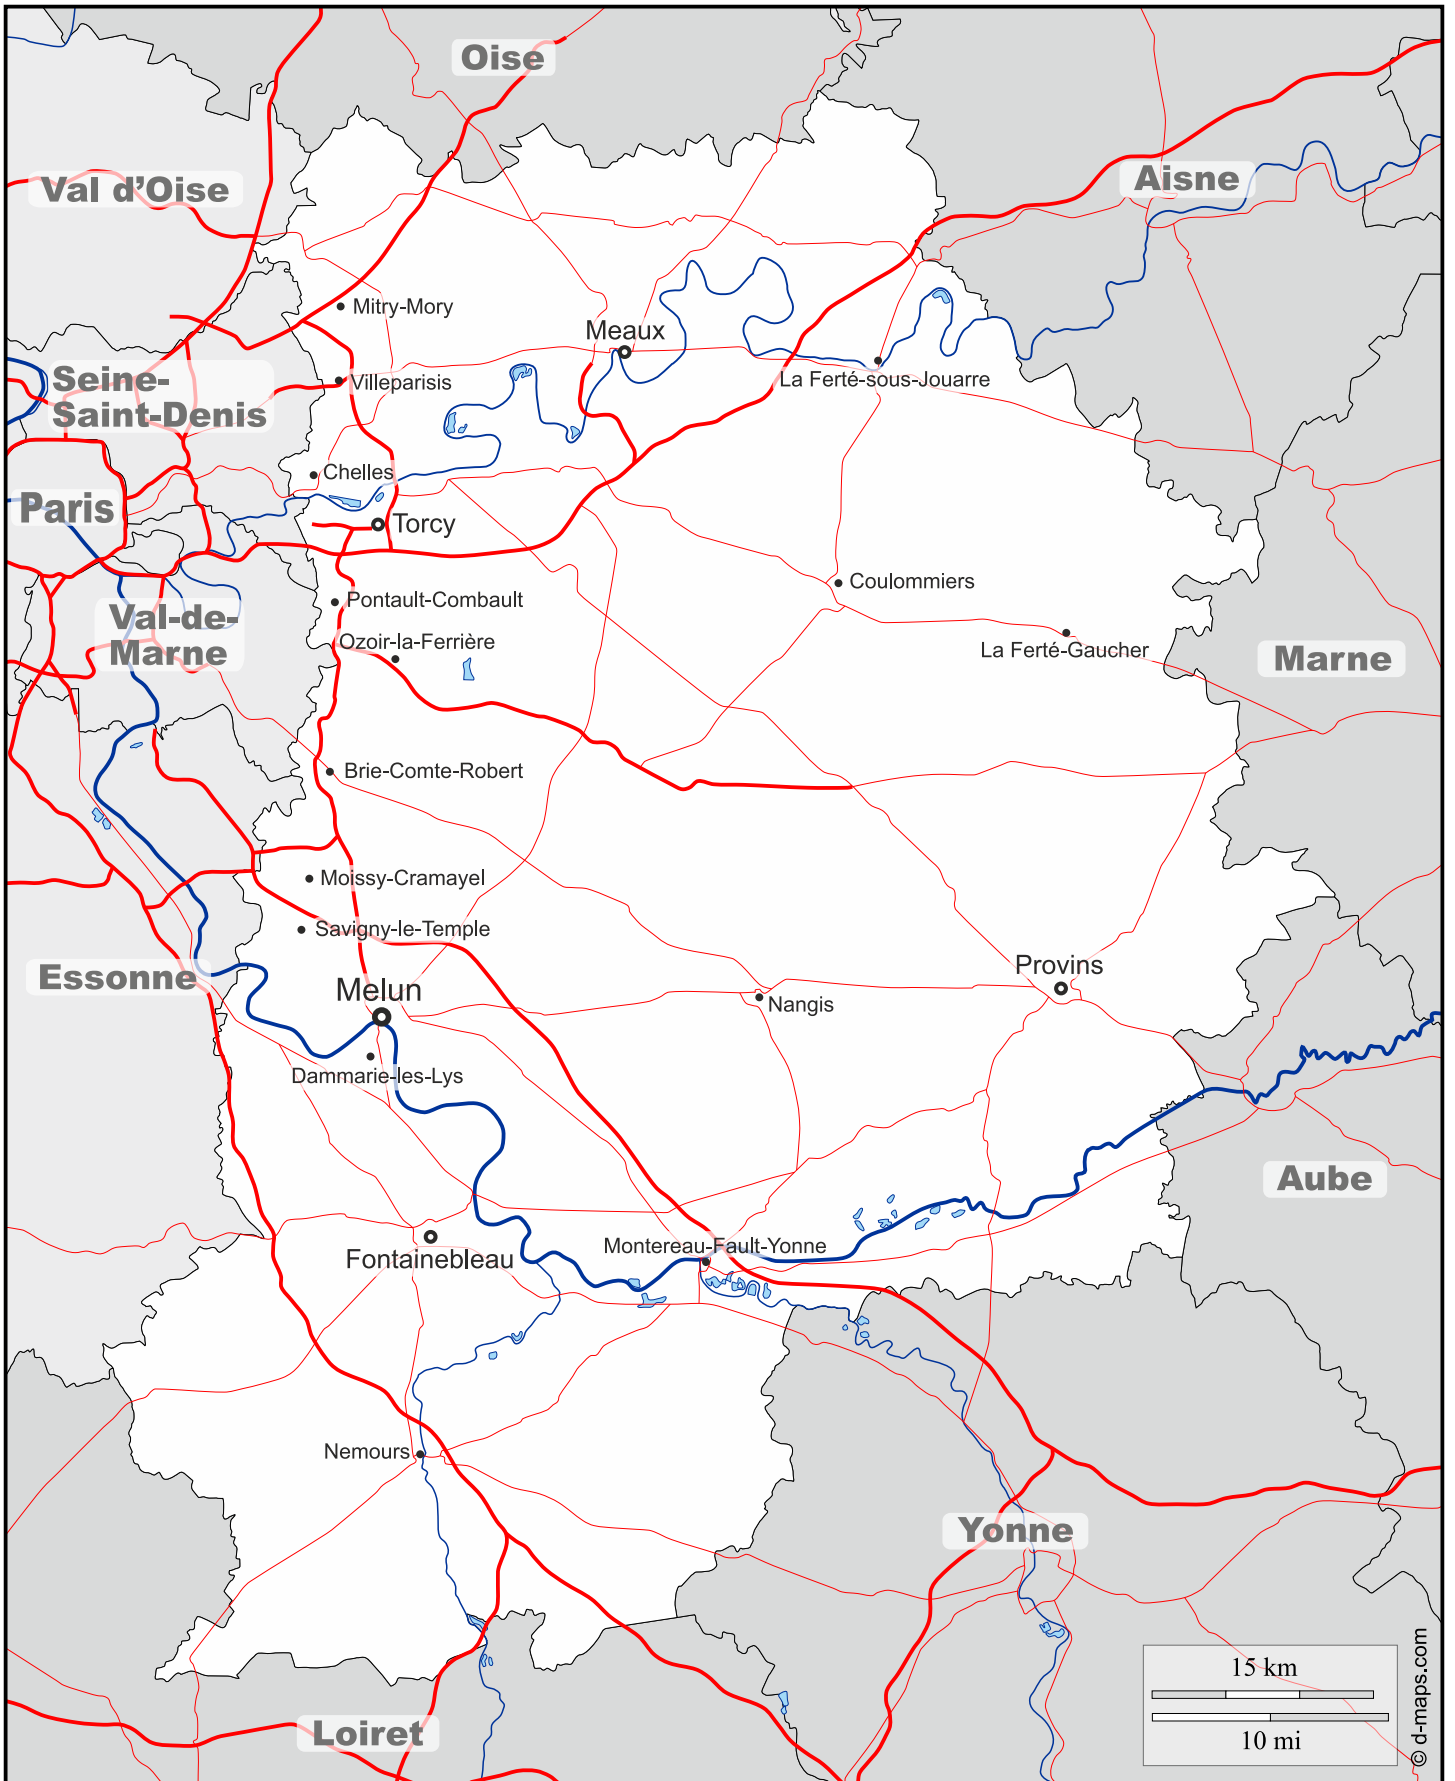 Oise
Val d'Oise
Aisne
Mitry-Mory
Meaux
Seine-
Saint-Denis
Villeparisis
La Ferté-sous-Jouarre
Chelles
Paris
Torcy
Coulommiers
Pontault-Combault
Val-de-
Marne
Ozoir-la-Ferrière
La Ferté-Gaucher
Marne
Brie-Comte-Robert
Moissy-Cramayel
Savigny-le-Temple
Essonne
Provins
Melun
Nangis
Dammarie-les-Lys
Aube
Montereau-Fault-Yonne
Fontainebleau
Nemours
Yonne
Loiret
15 km
10 mi
© d-maps.com